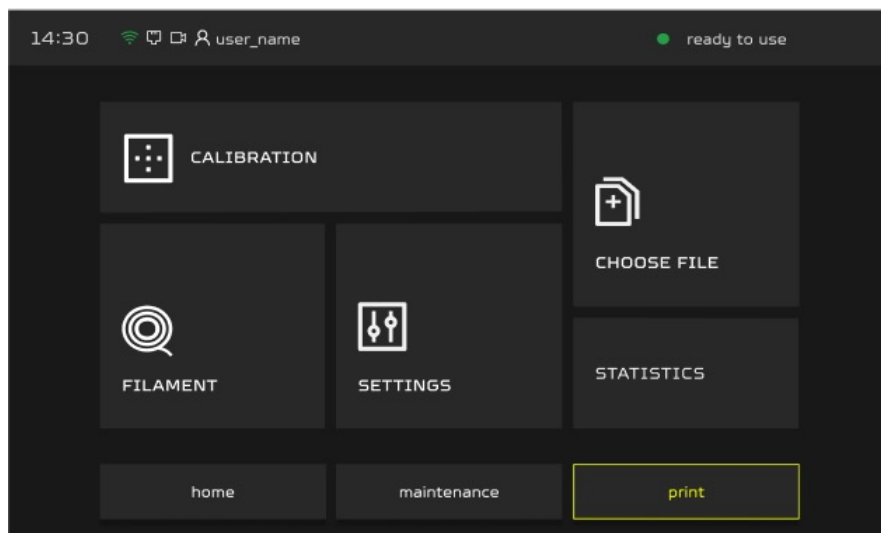 14:30 user_name ready to use
CALIBRATION
CHOOSE FILE
FILAMENT
SETTINGS
STATISTICS
home maintenance print